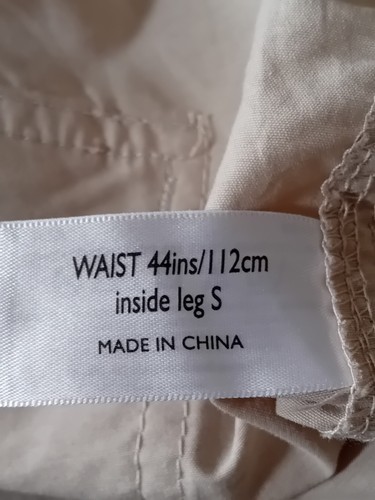 WAIST 44ins/112cm
inside leg S
MADE IN CHINA